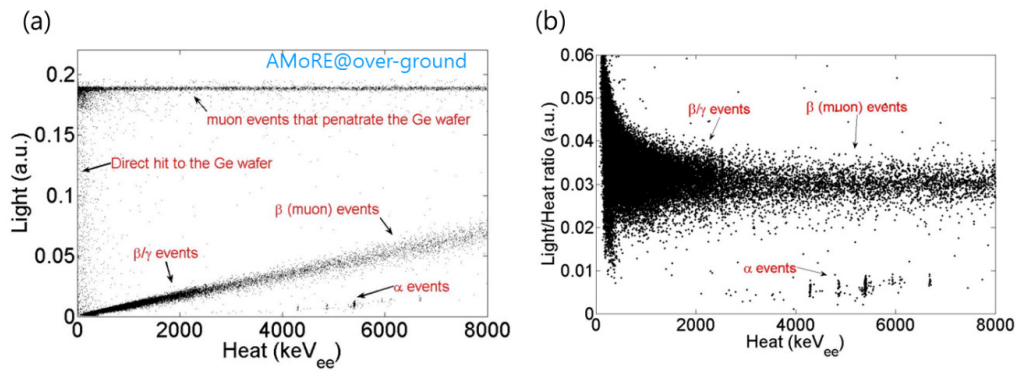 (a)
AMoRE@over-ground
0.2
muon events that penatrate the Ge wafer
0.15
Direct hit to the Ge wafer
Light (a.u.)
0.1
β (muon) events
0.05
β/γ events
α events
0
0 2000 4000 6000 8000
Heat (keVee)
(b)
0.06
0.05
β/γ events
β (muon) events
0.04
Light/Heat ratio (a.u.)
0.03
0.02
0.01
α events
0
0 2000 4000 6000 8000
Heat (keVee)